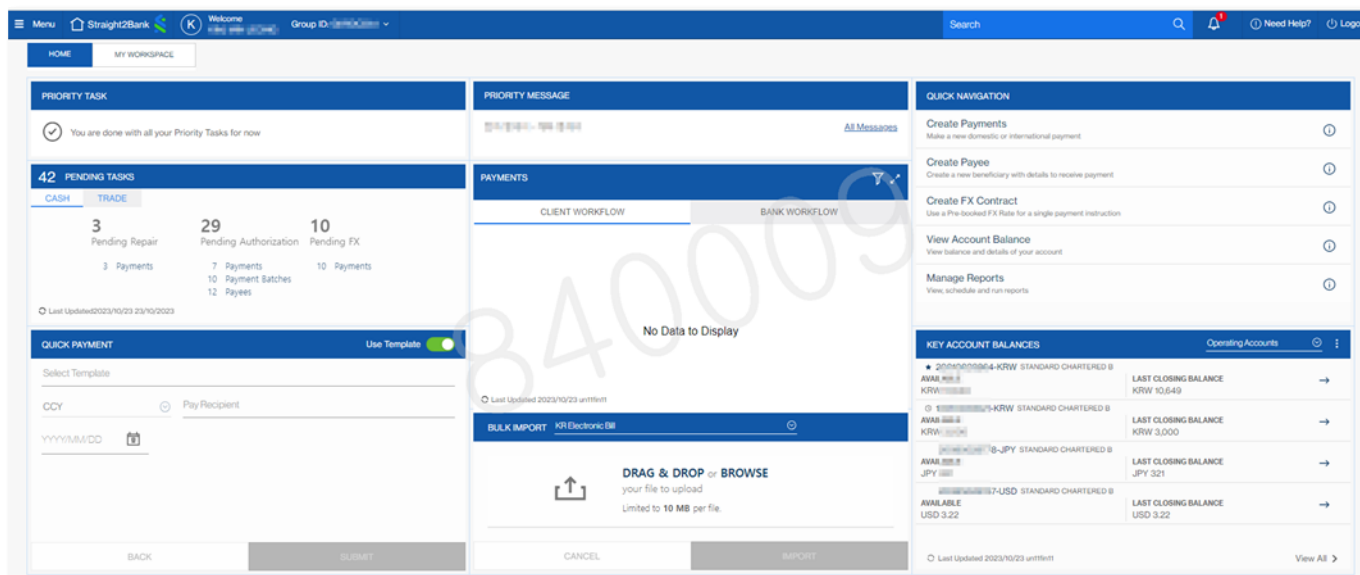 Menu Straight2Bank K Welcome Group ID: Search 1 Need Help? Logo
HOME MY WORKSPACE
PRIORITY TASK
You are done with all your Priority Tasks for now
PRIORITY MESSAGE
All Messages
QUICK NAVIGATION
Create Payments
Make a new domestic or international payment
Create Payee
Create a new beneficiary with details to receive payment
Create FX Contract
Use a Pre-booked FX Rate for a single payment instruction
View Account Balance
View balance and details of your account
Manage Reports
View, schedule and run reports
42 PENDING TASKS
CASH TRADE
3 29 10
Pending Repair Pending Authorization Pending FX
3 Payments 7 Payments 10 Payments
10 Payment Batches
12 Payees
Last Updated2023/10/23 23/10/2023
PAYMENTS
CLIENT WORKFLOW BANK WORKFLOW
No Data to Display
Last Updated 2023/10/23
840009
QUICK PAYMENT Use Template
Select Template
CCY Pay Recipient
YYYY/MM/DD
BACK SUBMIT
BULK IMPORT KR Electronic Bill
DRAG & DROP or BROWSE
your file to upload
Limited to 10 MB per file.
CANCEL IMPORT
KEY ACCOUNT BALANCES Operating Accounts
-KRW STANDARD CHARTERED B
LAST CLOSING BALANCE
KRW KRW 10,649
-KRW STANDARD CHARTERED B
LAST CLOSING BALANCE
KRW KRW 3,000
8-JPY STANDARD CHARTERED B
LAST CLOSING BALANCE
JPY JPY 321
7-USD STANDARD CHARTERED B
AVAILABLE LAST CLOSING BALANCE
USD 3.22 USD 3.22
Last Updated 2023/10/23
View All